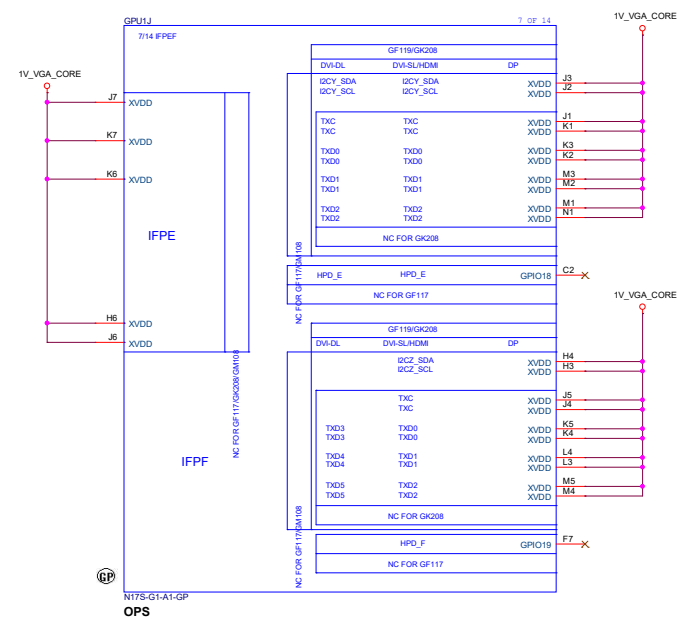 GPU1J 7 OF 14
7/14 IFPEF
1V_VGA_CORE
1V_VGA_CORE
GF119/GK208
DVI-DL DVI-SL/HDMI DP
I2CY_SDA I2CY_SDA XVDD J3
I2CY_SCL I2CY_SCL XVDD J2
J7 XVDD
TXC TXC XVDD J1
TXC TXC XVDD K1
K7 XVDD
TXD0 TXD0 XVDD K3
TXD0 TXD0 XVDD K2
K6 XVDD
TXD1 TXD1 XVDD M3
TXD1 TXD1 XVDD M2
TXD2 TXD2 XVDD M1
TXD2 TXD2 XVDD N1
IFPE
NC FOR GK208
NC FOR GF117/GM108
HPD_E HPD_E GPIO18 C2
NC FOR GF117
1V_VGA_CORE
H6 XVDD
J6 XVDD
GF119/GK208
DVI-DL DVI-SL/HDMI DP
I2CZ_SDA XVDD H4
I2CZ_SCL XVDD H3
NC FOR GF117/GK208/GM108
TXC XVDD J5
TXC XVDD J4
TXD3 TXD0 XVDD K5
TXD3 TXD0 XVDD K4
IFPF
TXD4 TXD1 XVDD L4
TXD4 TXD1 XVDD L3
TXD5 TXD2 XVDD M5
TXD5 TXD2 XVDD M4
NC FOR GK208
NC FOR GF117/GM108
HPD_F GPIO19 F7
NC FOR GF117
GP
N17S-G1-A1-GP
OPS